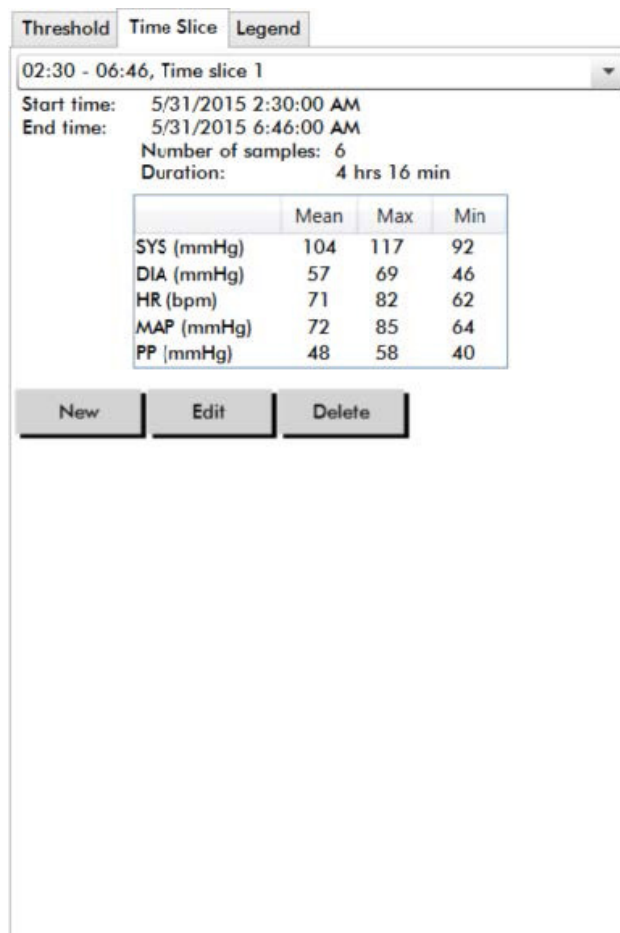 Threshold Time Slice Legend
02:30 - 06:46, Time slice 1
Start time: 5/31/2015 2:30:00 AM
End time: 5/31/2015 6:46:00 AM
Number of samples: 6
Duration: 4 hrs 16 min
Mean Max Min
SYS (mmHg) 104 117 92
DIA (mmHg) 57 69 46
HR (bpm) 71 82 62
MAP (mmHg) 72 85 64
PP (mmHg) 48 58 40
New Edit Delete